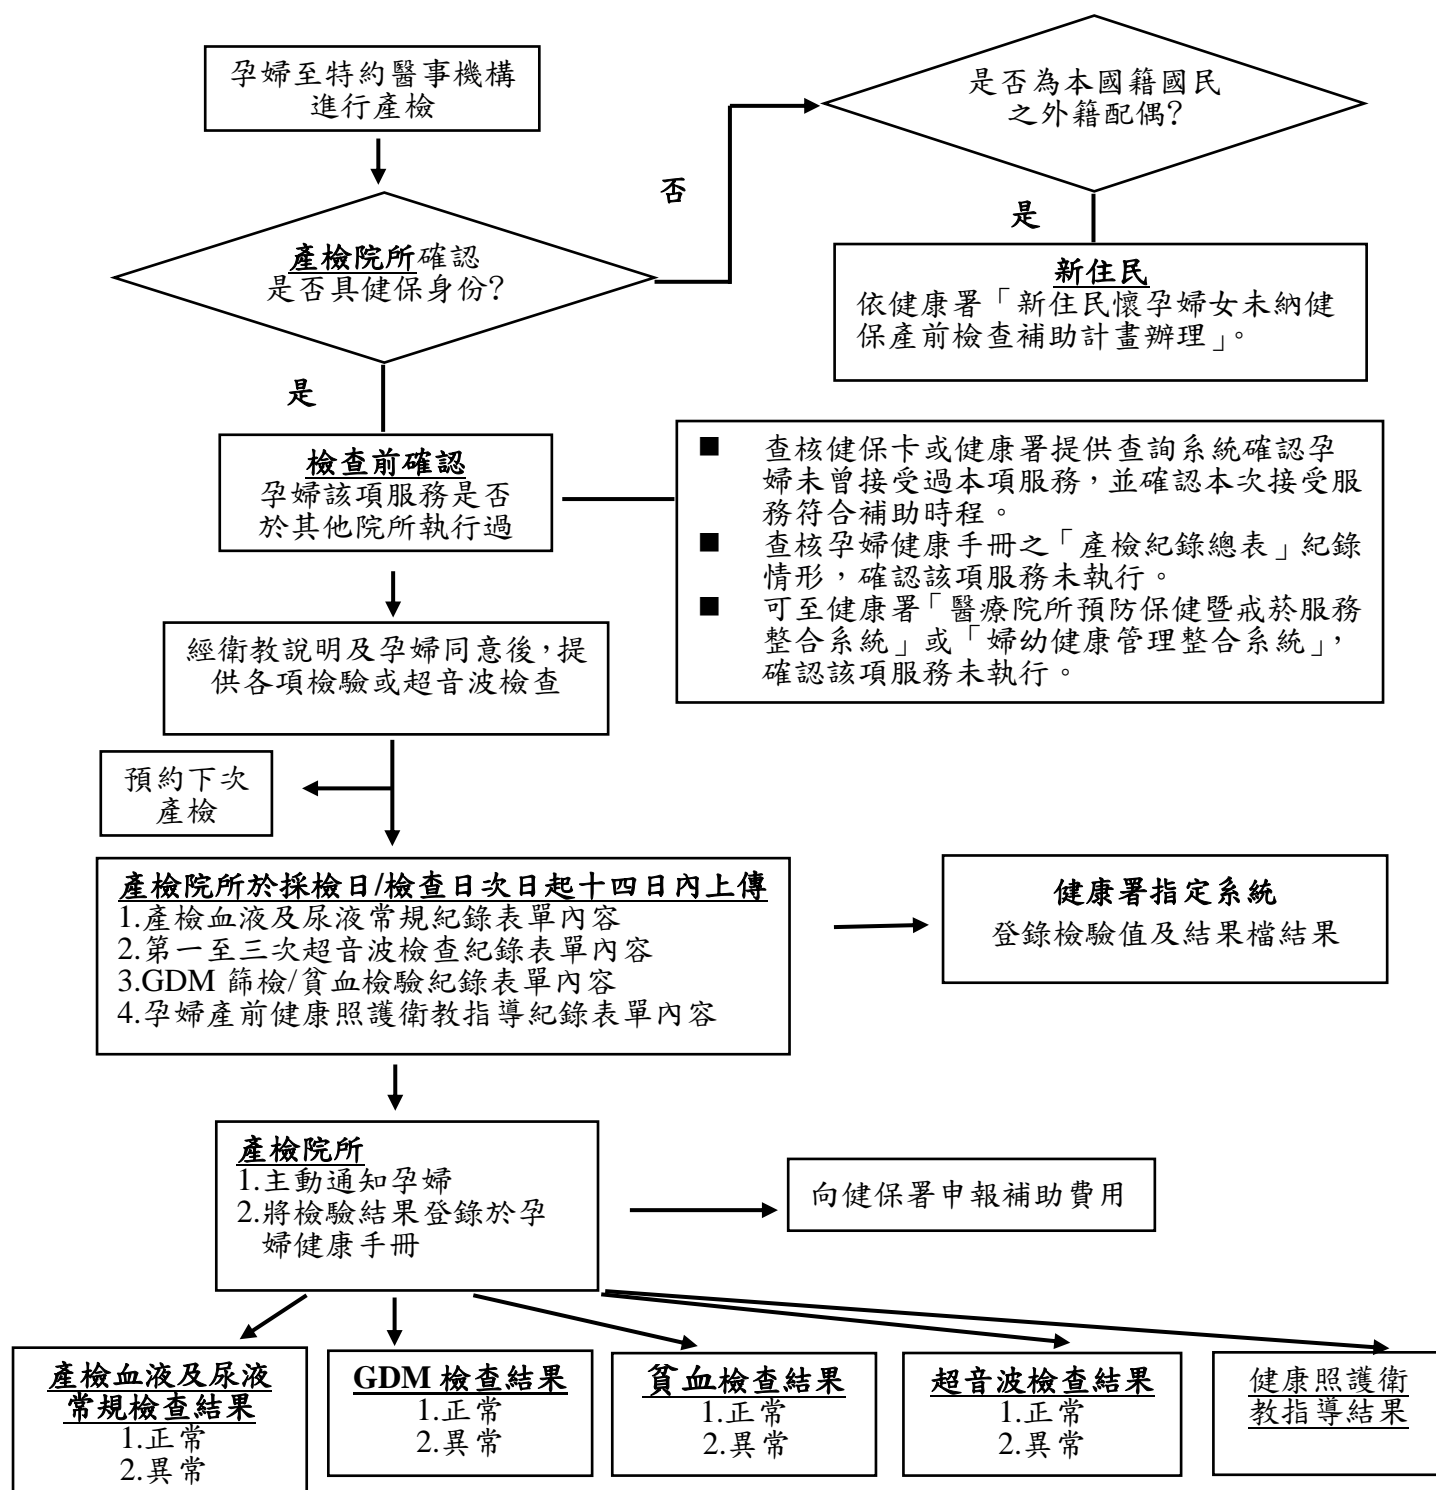 孕婦至特約醫事機構
進行產檢
是否為本國籍國民
之外籍配偶?
否
產檢院所確認
是否具健保身份?
是
新住民
依健康署「新住民懷孕婦女未納健
保產前檢查補助計畫辦理」。
是
檢查前確認
孕婦該項服務是否
於其他院所執行過
■ 查核健保卡或健康署提供查詢系統確認孕
婦未曾接受過本項服務，並確認本次接受服
務符合補助時程。
■ 查核孕婦健康手冊之「產檢紀錄總表」紀錄
情形，確認該項服務未執行。
■ 可至健康署「醫療院所預防保健暨戒菸服務
整合系統」或「婦幼健康管理整合系統」，
確認該項服務未執行。
經衛教說明及孕婦同意後，提
供各項檢驗或超音波檢查
預約下次
產檢
產檢院所於採檢日/檢查日次日起十四日內上傳
1.產檢血液及尿液常規紀錄表單內容
2.第一至三次超音波檢查紀錄表單內容
3.GDM 篩檢/貧血檢驗紀錄表單內容
4.孕婦產前健康照護衛教指導紀錄表單內容
健康署指定系統
登錄檢驗值及結果檔結果
產檢院所
1.主動通知孕婦
2.將檢驗結果登錄於孕
婦健康手冊
向健保署申報補助費用
產檢血液及尿液
常規檢查結果
1.正常
2.異常
GDM 檢查結果
1.正常
2.異常
貧血檢查結果
1.正常
2.異常
超音波檢查結果
1.正常
2.異常
健康照護衛
教指導結果